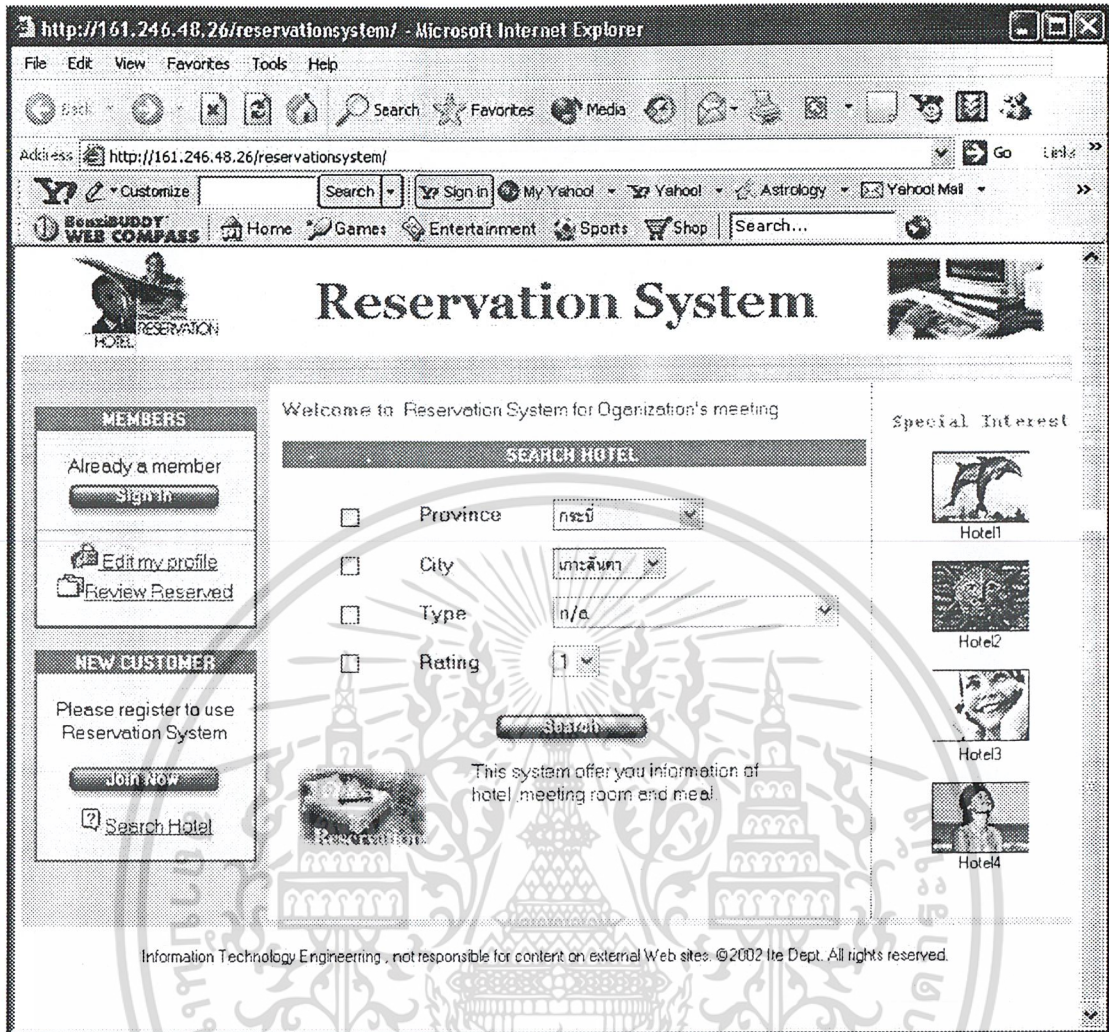 http://161.246.48.26/reservationsystem/ - Microsoft Internet Explorer
File Edit View Favorites Tools Help
Back Search Favorites Media
Address http://161.246.48.26/reservationsystem/ Go Links »
Y? Customize Search Y? Sign in My Yahoo! Y? Yahoo! Astrology Yahoo! Mail »
BonziBUDDY WEB COMPASS Home Games Entertainment Sports Shop Search...
HOTEL RESERVATION
Reservation System
MEMBERS
Already a member
Sign In
Edit my profile
Review Reserved
NEW CUSTOMER
Please register to use
Reservation System
Join Now
Search Hotel
Welcome to Reservation System for Oganization's meeting
SEARCH HOTEL
Province กระบี่
City เกาะลันตา
Type n/a
Rating 1
Search
Reservation
This system offer you information of
hotel ,meeting room and meal.
Special Interest
Hotel1
Hotel2
Hotel3
Hotel4
Information Technology Engineering , not responsible for content on external Web sites. ©2002 Ite Dept. All rights reserved.